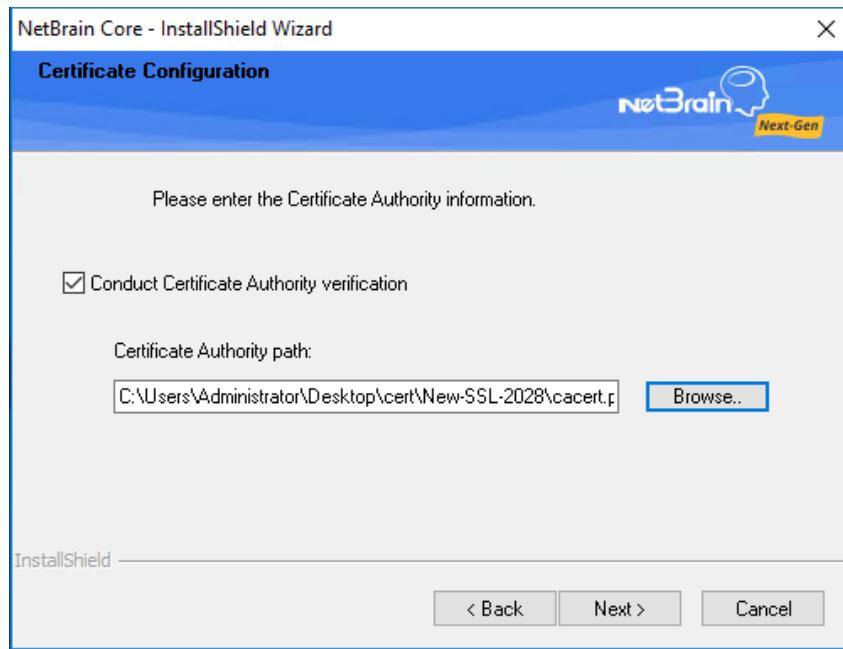 NetBrain Core - InstallShield Wizard
Certificate Configuration
NetBrain
Next-Gen
Please enter the Certificate Authority information.
Conduct Certificate Authority verification
Certificate Authority path:
C:\Users\Administrator\Desktop\cert\New-SSL-2028\cacert.p
Browse..
InstallShield
< Back
Next >
Cancel